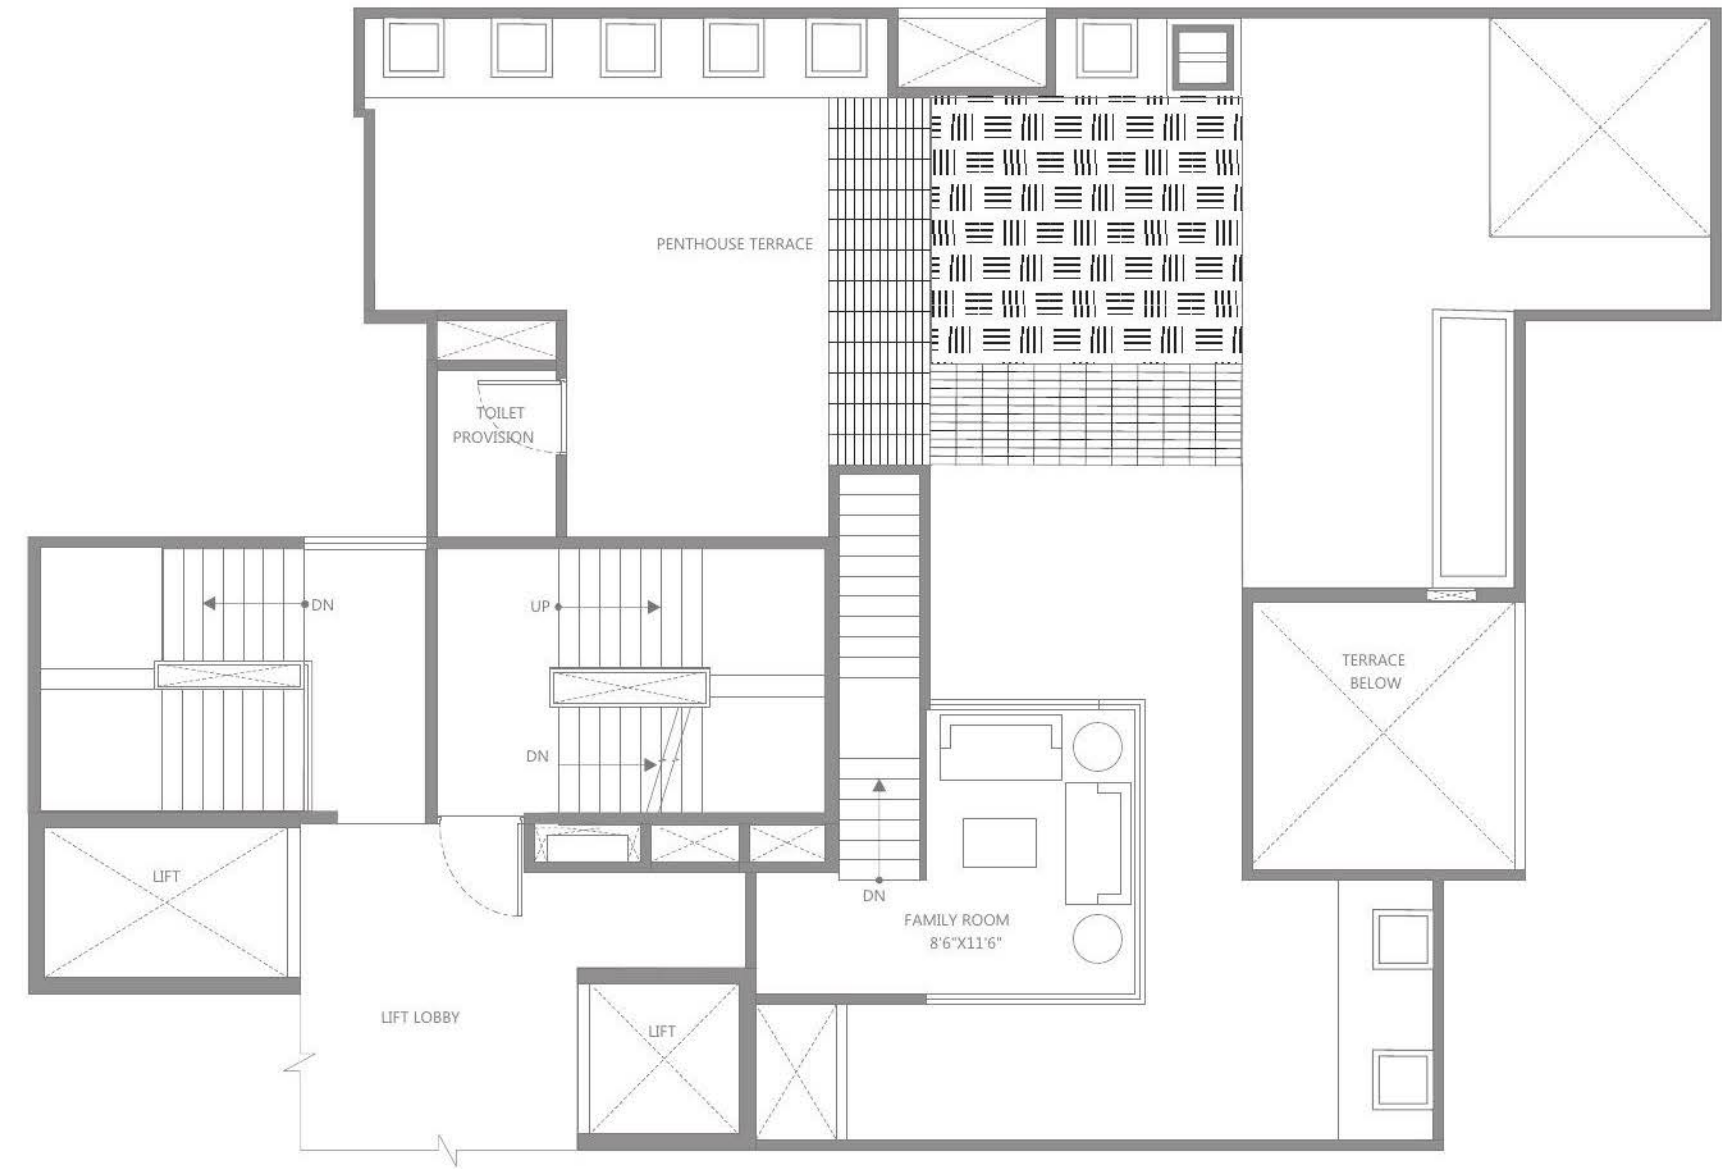 PENTHOUSE TERRACE
TOILET
PROVISION
DN
UP
TERRACE
BELOW
DN
LIFT
DN
FAMILY ROOM
8'6"X11'6"
LIFT LOBBY
LIFT